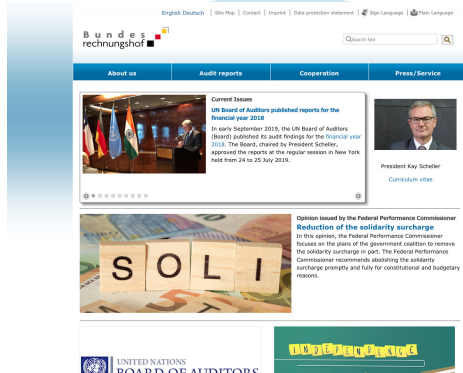 English Deutsch | Site Map | Contact | Imprint | Data protection statement | Sign Language | Plain Language
Bundes
rechnungshof
Search Site
About us
Audit reports
Cooperation
Press/Service
Current Issues
UN Board of Auditors published reports for the
financial year 2018
In early September 2019, the UN Board of Auditors
(Board) published its audit findings for the financial year
2018. The Board, chaired by President Scheller,
approved the reports at the regular session in New York
held from 24 to 25 July 2019.
President Kay Scheller
Curriculum vitae
SOLI
Opinion issued by the Federal Performance Commissioner
Reduction of the solidarity surcharge
In this opinion, the Federal Performance Commissioner
focuses on the plans of the government coalition to remove
the solidarity surcharge in part. The Federal Performance
Commissioner recommends abolishing the solidarity
surcharge promptly and fully for constitutional and budgetary
reasons.
UNITED NATIONS
BOARD OF AUDITORS
INDEPENDENCE